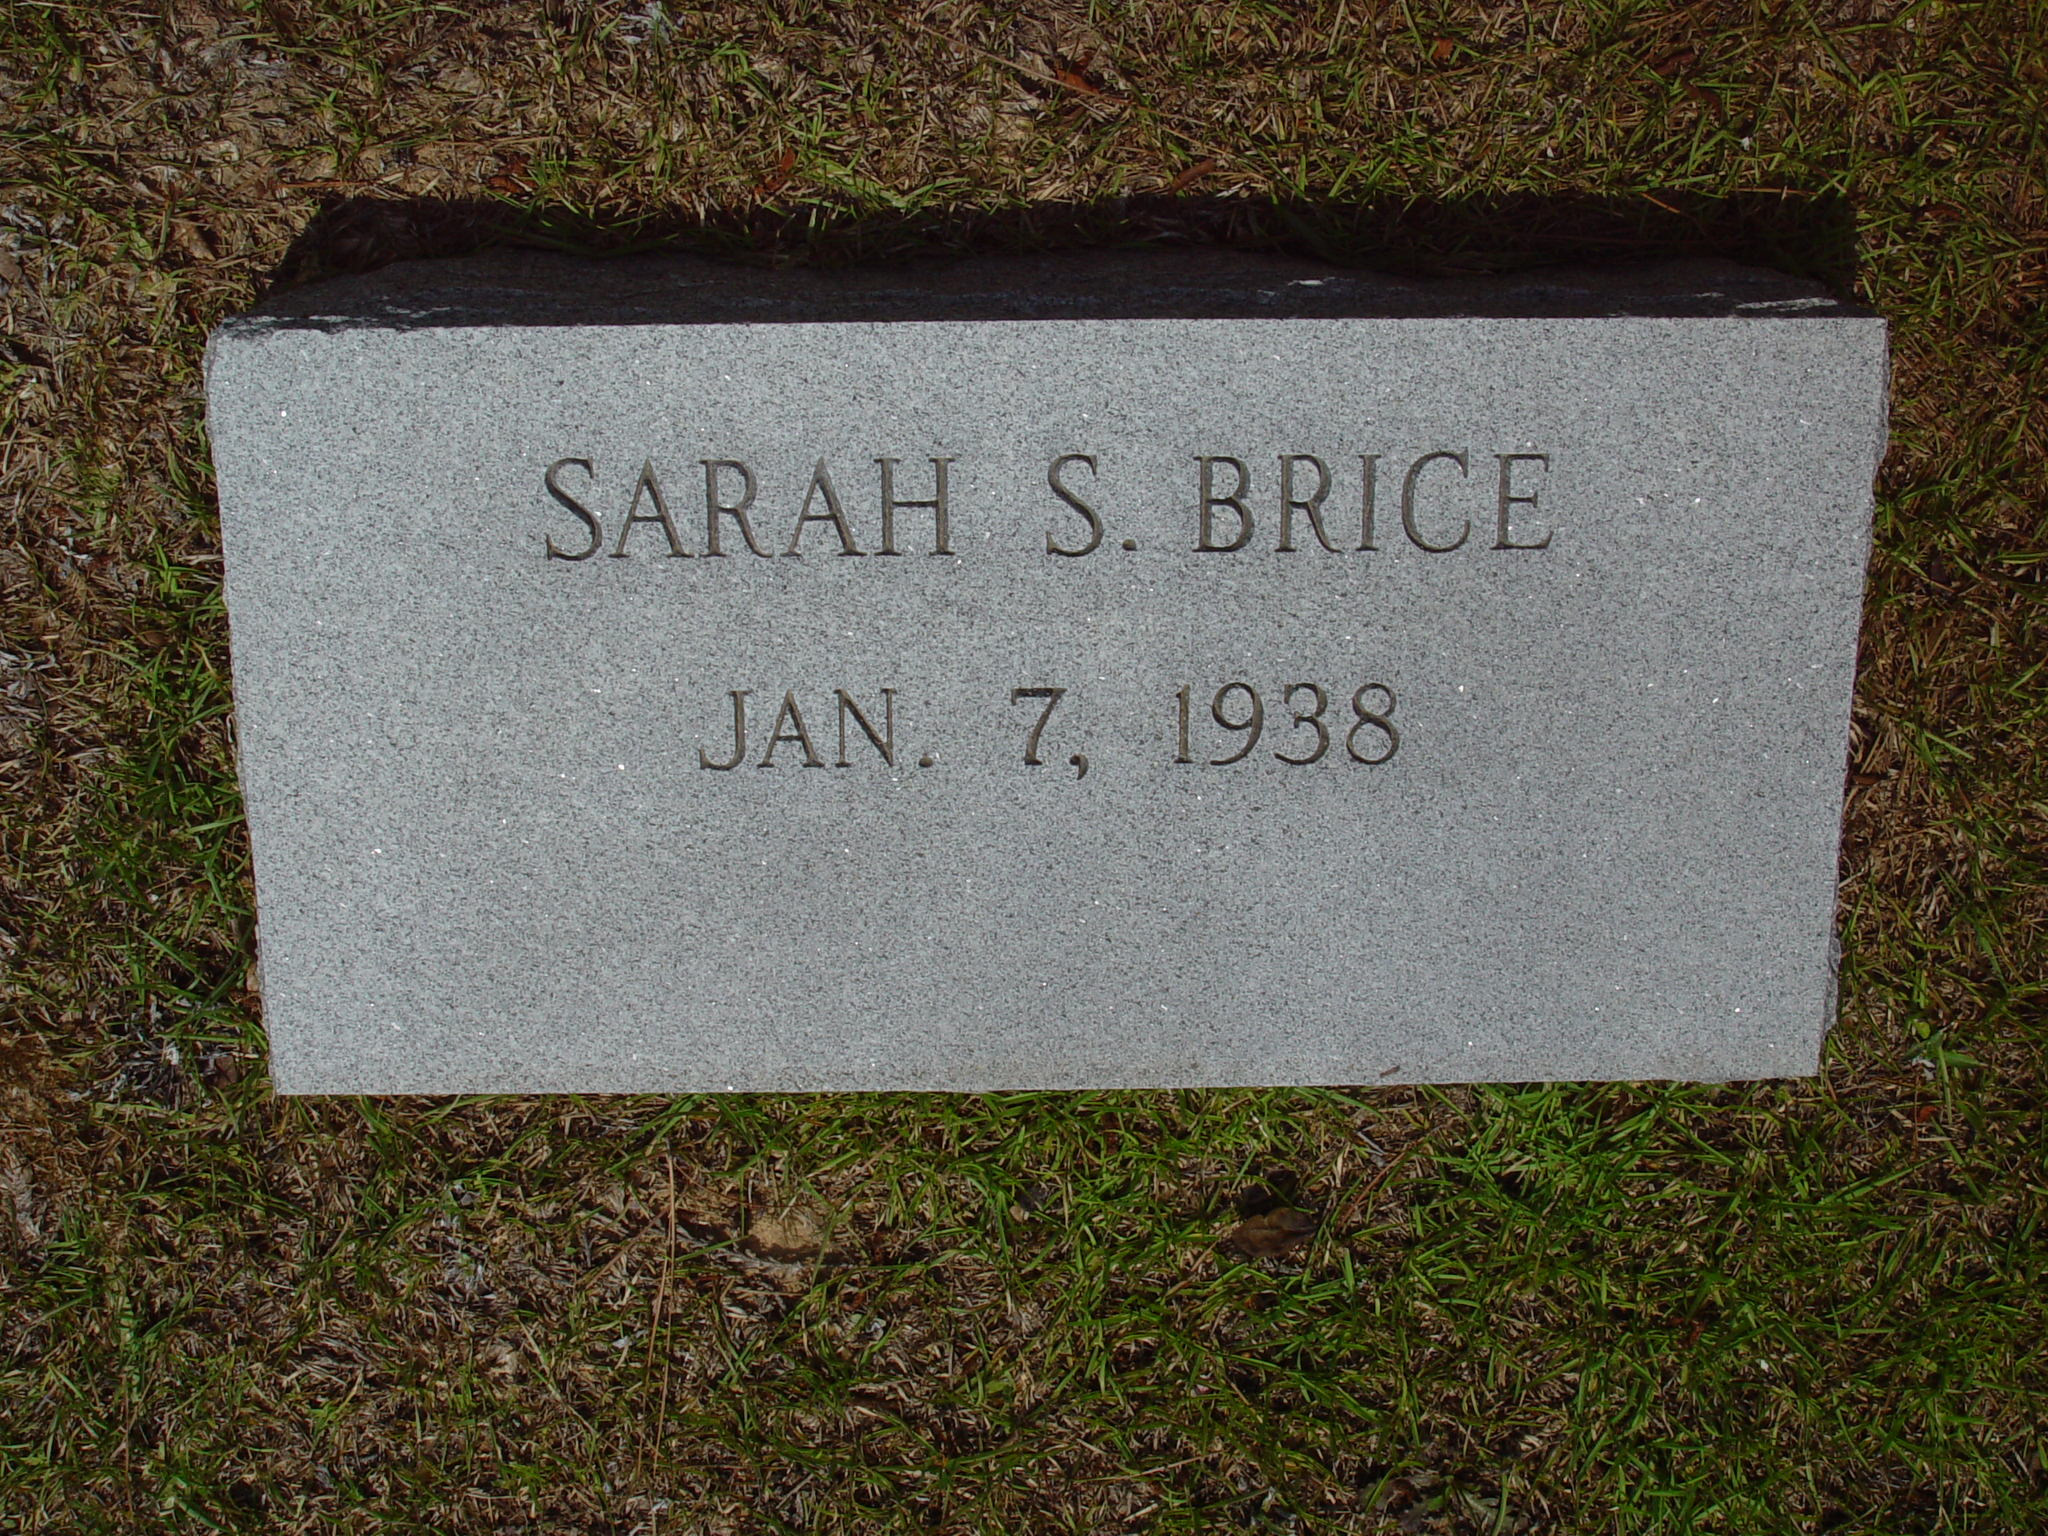 SARAH S. BRICE
JAN. 7, 1938